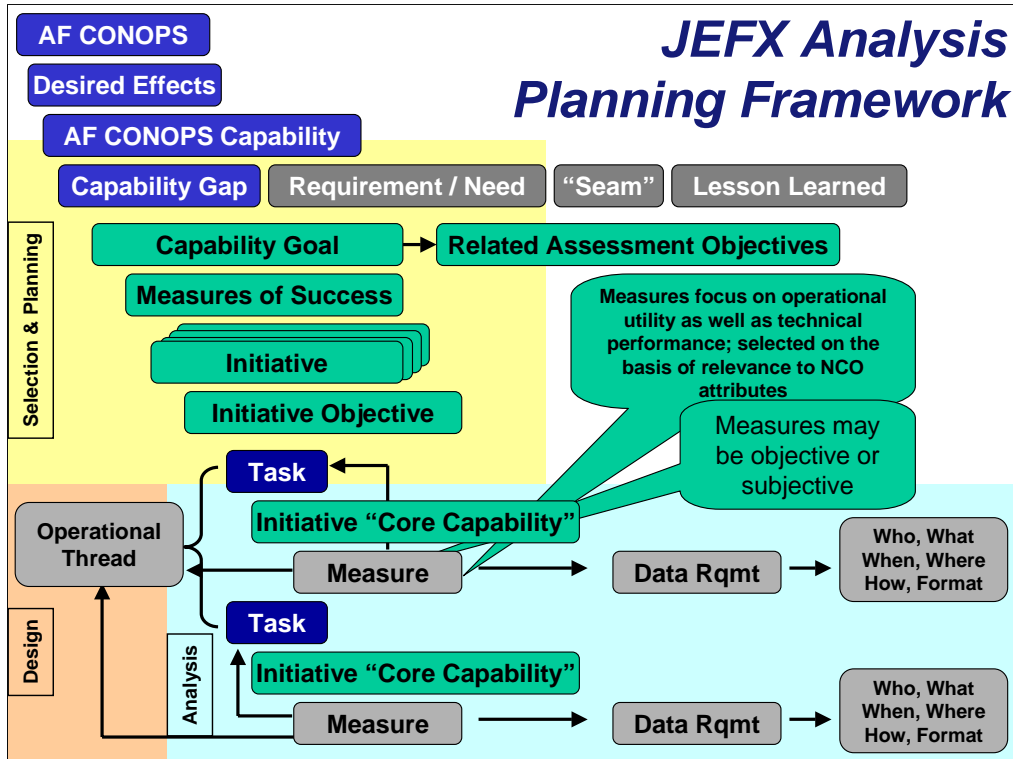 JEFX Analysis
Planning Framework
AF CONOPS
Desired Effects
AF CONOPS Capability
Capability Gap
Requirement / Need
“Seam”
Lesson Learned
Selection & Planning
Capability Goal
Related Assessment Objectives
Measures of Success
Measures focus on operational
utility as well as technical
performance; selected on the
basis of relevance to NCO
attributes
Initiative
Initiative Objective
Measures may
be objective or
subjective
Task
Initiative “Core Capability”
Operational
Thread
Measure
Data Rqmt
Who, What
When, Where
How, Format
Task
Design
Analysis
Initiative “Core Capability”
Measure
Data Rqmt
Who, What
When, Where
How, Format